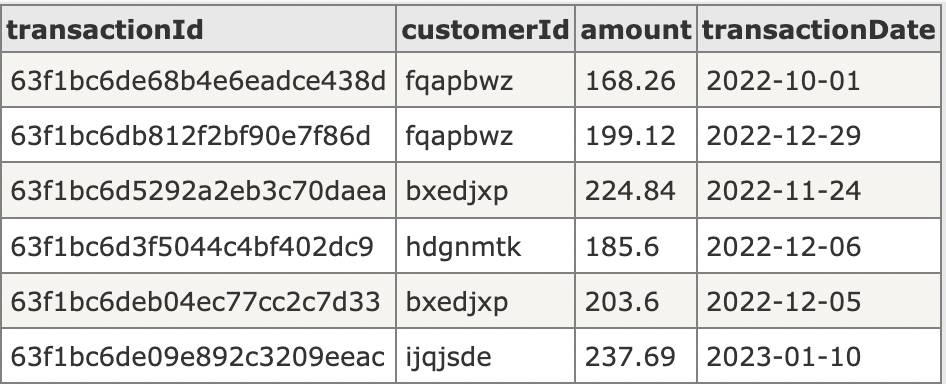 transactionId customerId amount transactionDate
63f1bc6de68b4e6eadce438d fqapbwz 168.26 2022-10-01
63f1bc6db812f2bf90e7f86d fqapbwz 199.12 2022-12-29
63f1bc6d5292a2eb3c70daea bxedjxp 224.84 2022-11-24
63f1bc6d3f5044c4bf402dc9 hdgnmtk 185.6 2022-12-06
63f1bc6deb04ec77cc2c7d33 bxedjxp 203.6 2022-12-05
63f1bc6de09e892c3209eeac ijqjsde 237.69 2023-01-10